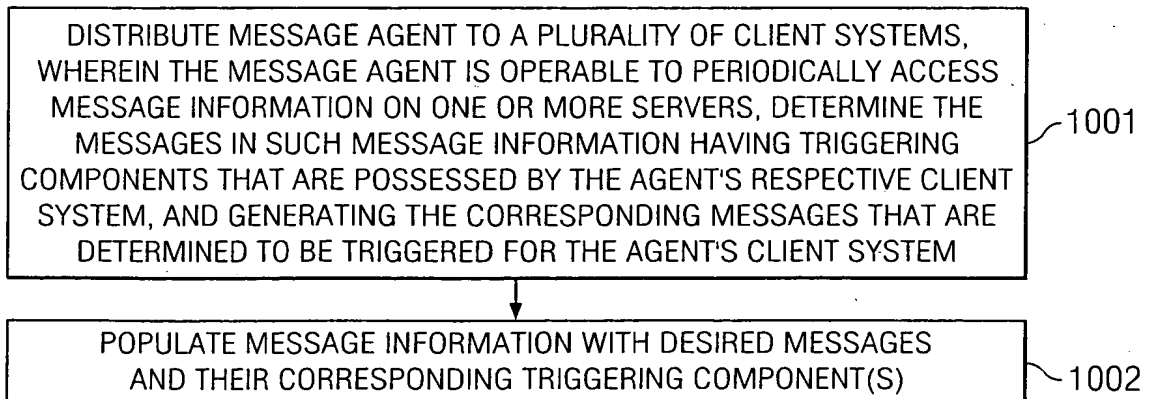 DISTRIBUTE MESSAGE AGENT TO A PLURALITY OF CLIENT SYSTEMS,
WHEREIN THE MESSAGE AGENT IS OPERABLE TO PERIODICALLY ACCESS
MESSAGE INFORMATION ON ONE OR MORE SERVERS, DETERMINE THE
MESSAGES IN SUCH MESSAGE INFORMATION HAVING TRIGGERING
COMPONENTS THAT ARE POSSESSED BY THE AGENT'S RESPECTIVE CLIENT
SYSTEM, AND GENERATING THE CORRESPONDING MESSAGES THAT ARE
DETERMINED TO BE TRIGGERED FOR THE AGENT'S CLIENT SYSTEM
1001
POPULATE MESSAGE INFORMATION WITH DESIRED MESSAGES
AND THEIR CORRESPONDING TRIGGERING COMPONENT(S)
1002